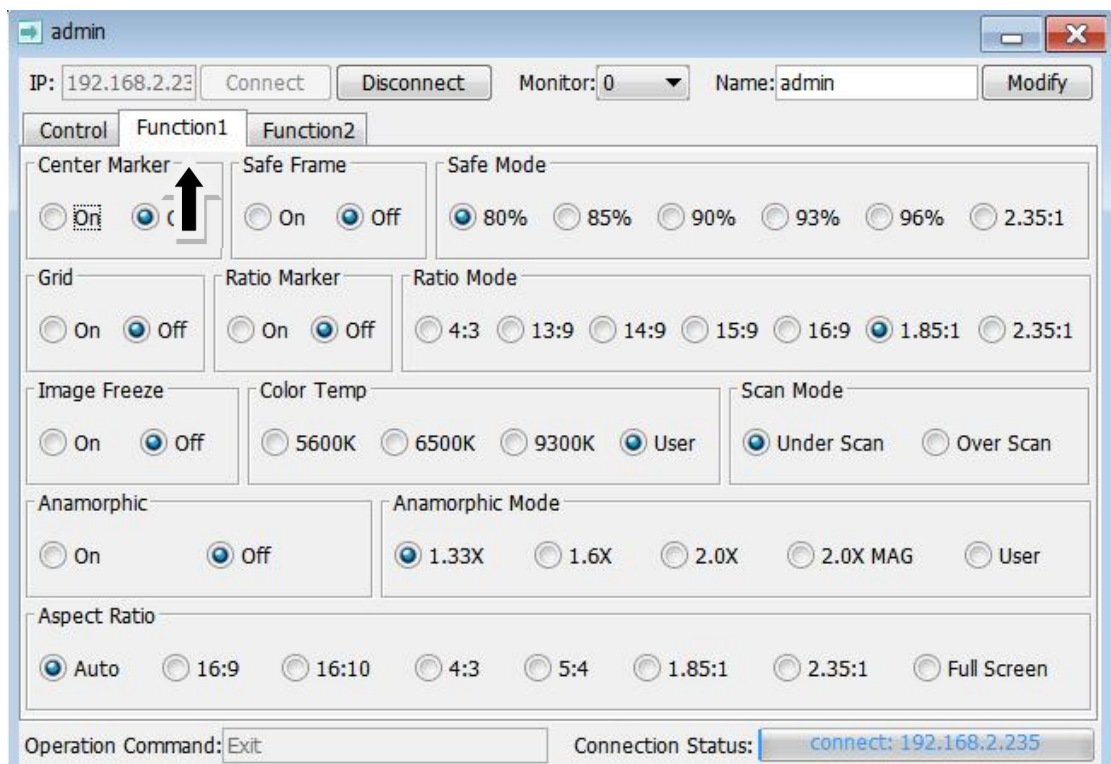 admin
IP: 192.168.2.23 Connect Disconnect Monitor: 0 Name: admin Modify
Control Function1 Function2
Center Marker Safe Frame Safe Mode
On On Off 80% 85% 90% 93% 96% 2.35:1
Grid Ratio Marker Ratio Mode
On Off On Off 4:3 13:9 14:9 15:9 16:9 1.85:1 2.35:1
Image Freeze Color Temp Scan Mode
On Off 5600K 6500K 9300K User Under Scan Over Scan
Anamorphic Anamorphic Mode
On Off 1.33X 1.6X 2.0X 2.0X MAG User
Aspect Ratio
Auto 16:9 16:10 4:3 5:4 1.85:1 2.35:1 Full Screen
Operation Command: Exit Connection Status: connect: 192.168.2.235